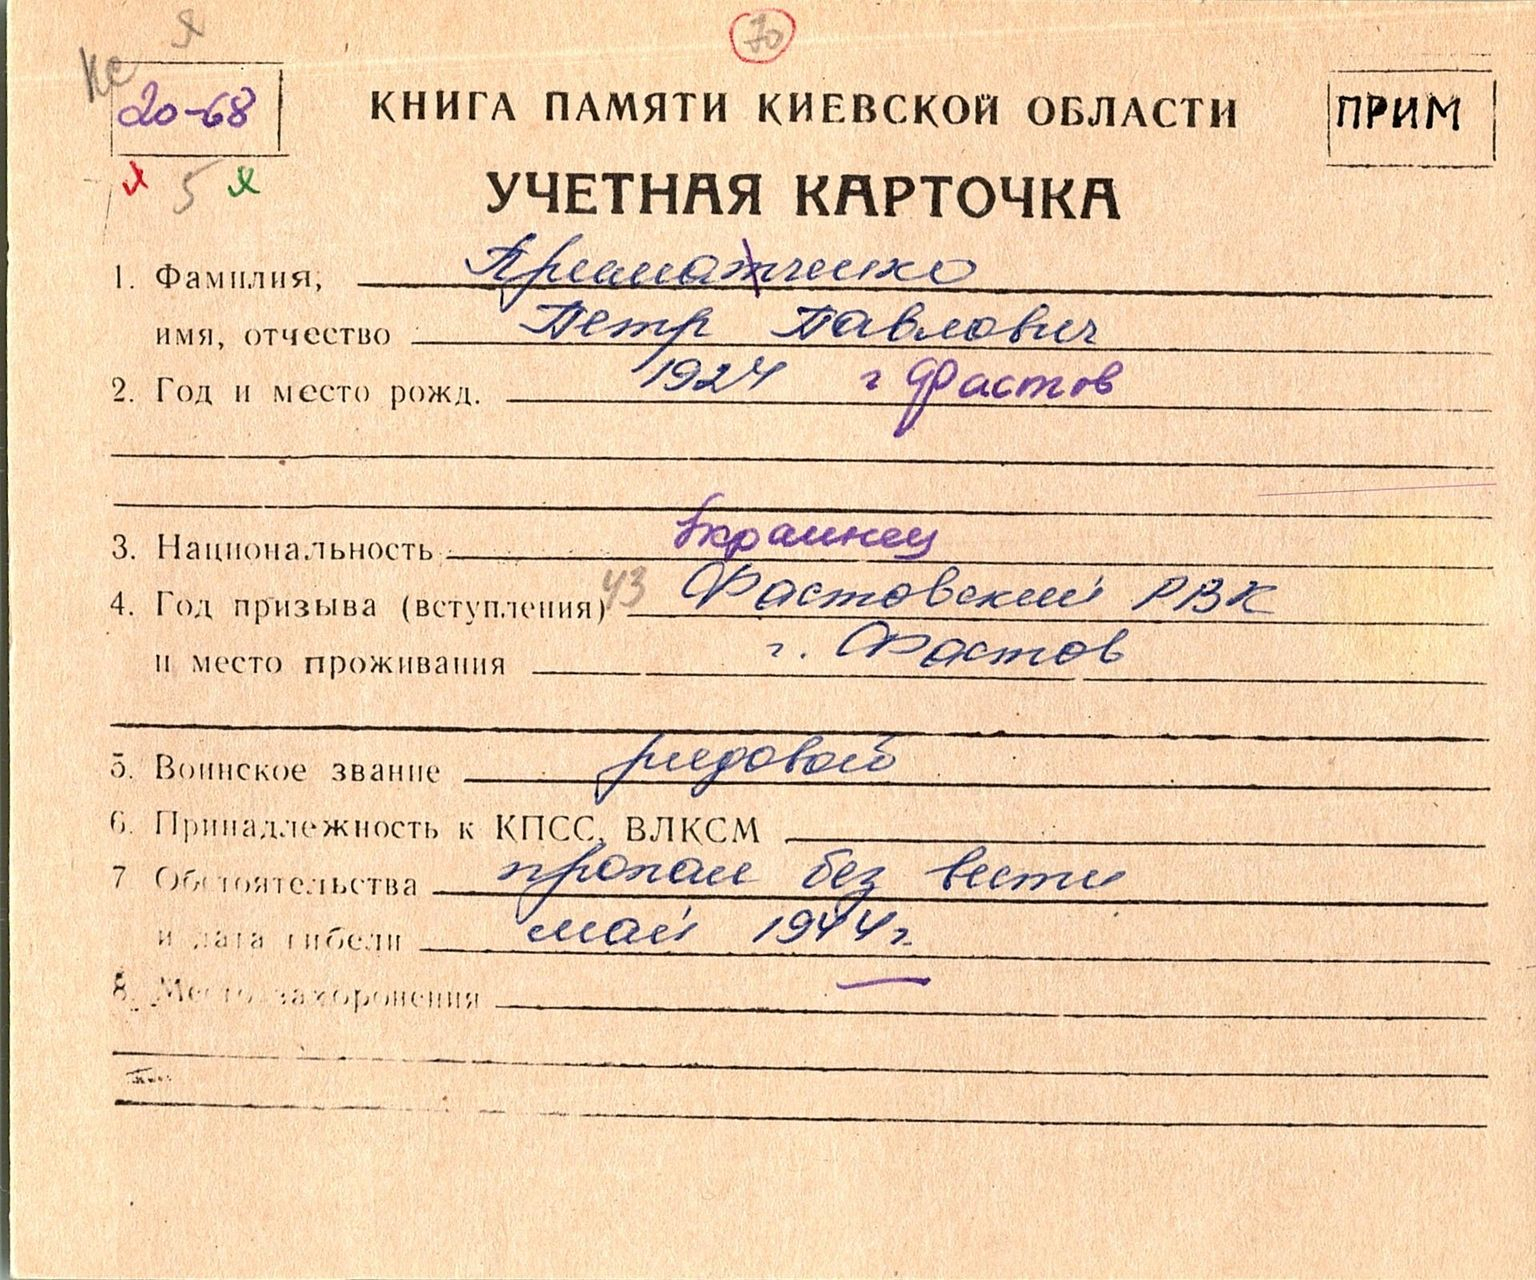 Кс
70
20-68
КНИГА ПАМЯТИ КИЕВСКОЙ ОБЛАСТИ
ПРИМ
5
УЧЕТНАЯ КАРТОЧКА
1. Фамилия, Приматченко
имя, отчество Петр Павлович
2. Год и место рожд. 1924 г Фастов
3. Национальность Украинец
4. Год призыва (вступления) 43 Фастовский РВК
и место проживания г. Фастов
5. Воинское звание рядовой
6. Принадлежность к КПСС, ВЛКСМ
7 Обстоятельства пропал без вести
и дата гибели май 1944 г.
8. Место захоронения